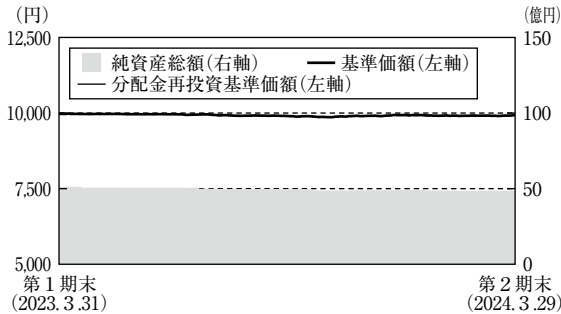 (円)
(億円)
12,500
150
純資産総額(右軸)
基準価額(左軸)
分配金再投資基準価額(左軸)
10,000
100
7,500
50
5,000
0
第1期末
(2023.3.31)
第2期末
(2024.3.29)